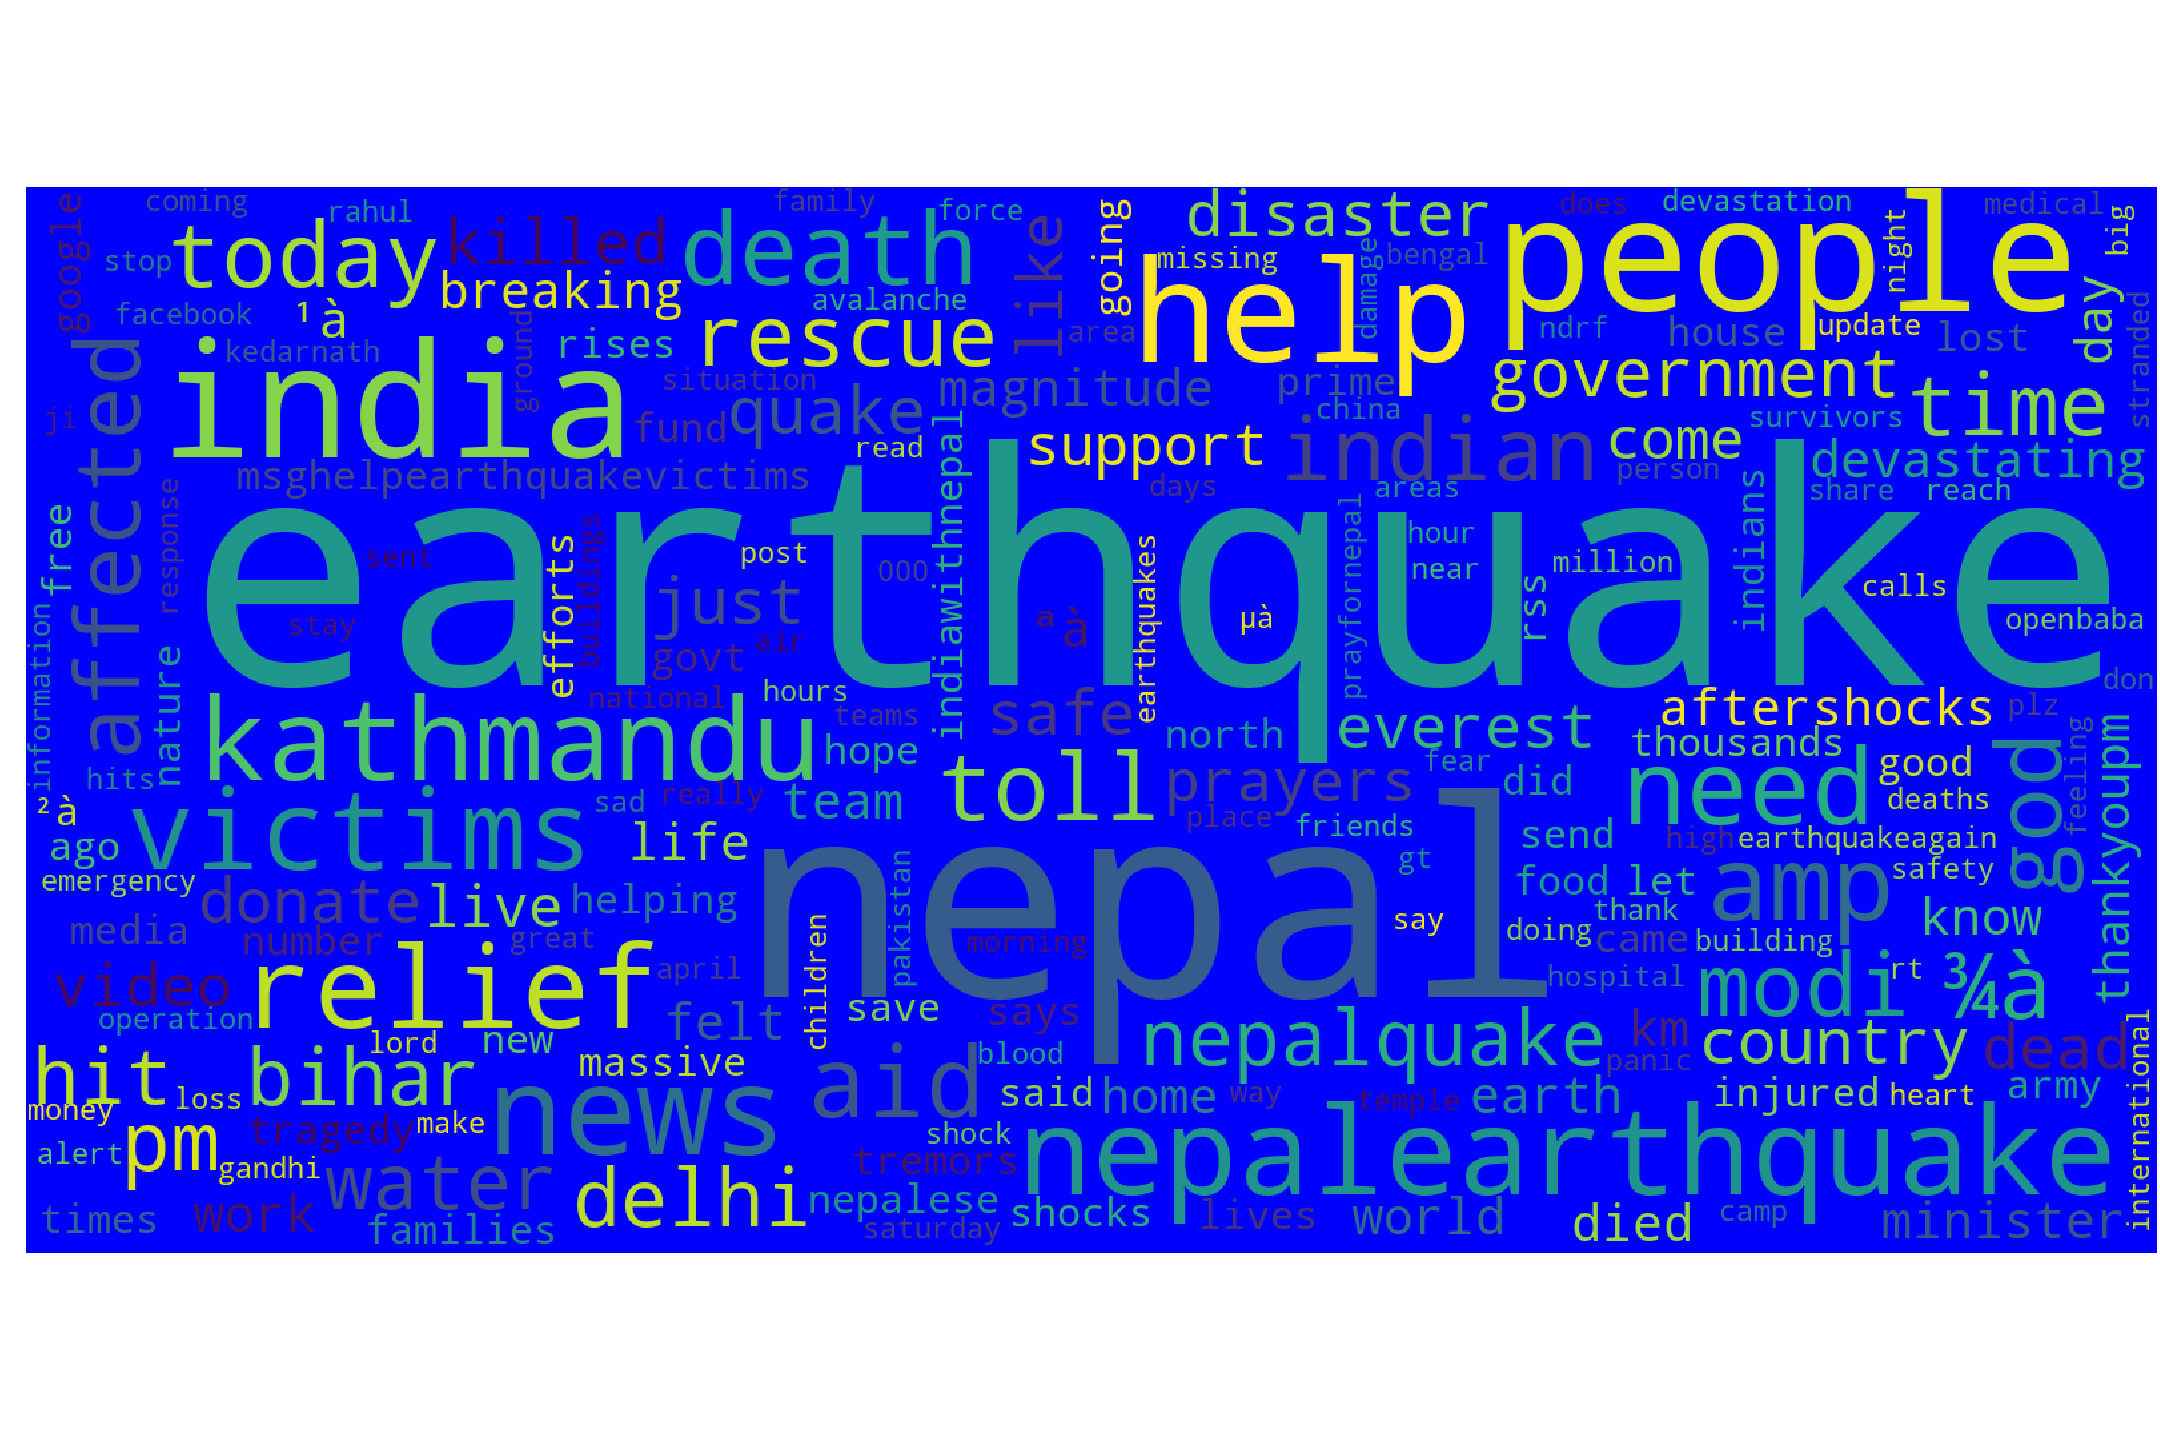 coming
rahul
family
force
does
devastation
medical
google
stop
today
killed
death
like
going
disaster
missing
bengal
people
night
big
facebook
¹à
breaking
avalanche
rescue
area
help
damage
ndrf
house
update
lost
day
stranded
affected
kedarnath
ground
rises
situation
magnitude
prime
china
government
time
survivors
ji
india
fund
quake
read
support
indian
come
person
devastating
msghelpearthquakevictims
indiawithnepal
days
areas
indians
share
reach
free
response
earthquake
sent
efforts
buildings
post
000
earthquakes
prayfornepal
hour
near
rss
million
calls
stay
just
ªà
µà
openbaba
information
nature
govt
air
national
hours
safe
don
kathmandu
teams
hope
north
everest
aftershocks
plz
thankyoupm
feeling
hits
fear
thousands
god
²à
victims
sad
really
team
toll
prayers
did
need
good
deaths
place
friends
ago
life
nepal
gt
send
high
earthquakeagain
emergency
donate
live
helping
pakistan
food
let
amp
safety
media
number
great
children
morning
say
doing
thank
came
building
know
video
relief
april
hospital
modi
rt
¾à
operation
lord
new
felt
save
says
nepalquake
km
country
dead
international
hit
bihar
massive
blood
panic
money
loss
news
aid
said
home
way
temple
earth
injured
heart
army
alert
pm
tragedy
make
shock
nepalearthquake
gandhi
water
delhi
tremors
nepalese
times
work
families
saturday
shocks
lives
world
died
camp
minister